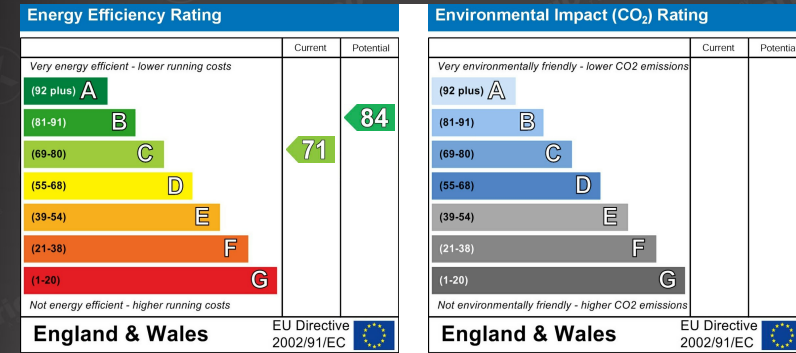 Energy Efficiency Rating
Current Potential
Very energy efficient - lower running costs
(92 plus) A
(81-91) B
84
(69-80) C
71
(55-68) D
(39-54) E
(21-38) F
(1-20) G
Not energy efficient - higher running costs
England & Wales
EU Directive
2002/91/EC
Environmental Impact (CO₂) Rating
Current Potential
Very environmentally friendly - lower CO2 emissions
(92 plus) A
(81-91) B
(69-80) C
(55-68) D
(39-54) E
(21-38) F
(1-20) G
Not environmentally friendly - higher CO2 emissions
England & Wales
EU Directive
2002/91/EC